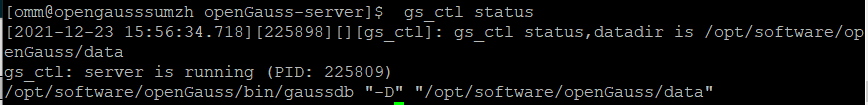 [omm@opengausssumzh openGauss-server]$  gs_ctl status
[2021-12-23 15:56:34.718][225898][][gs_ctl]: gs_ctl status,datadir is /opt/software/op
enGauss/data
gs_ctl: server is running (PID: 225809)
/opt/software/openGauss/bin/gaussdb "-D" "/opt/software/openGauss/data"